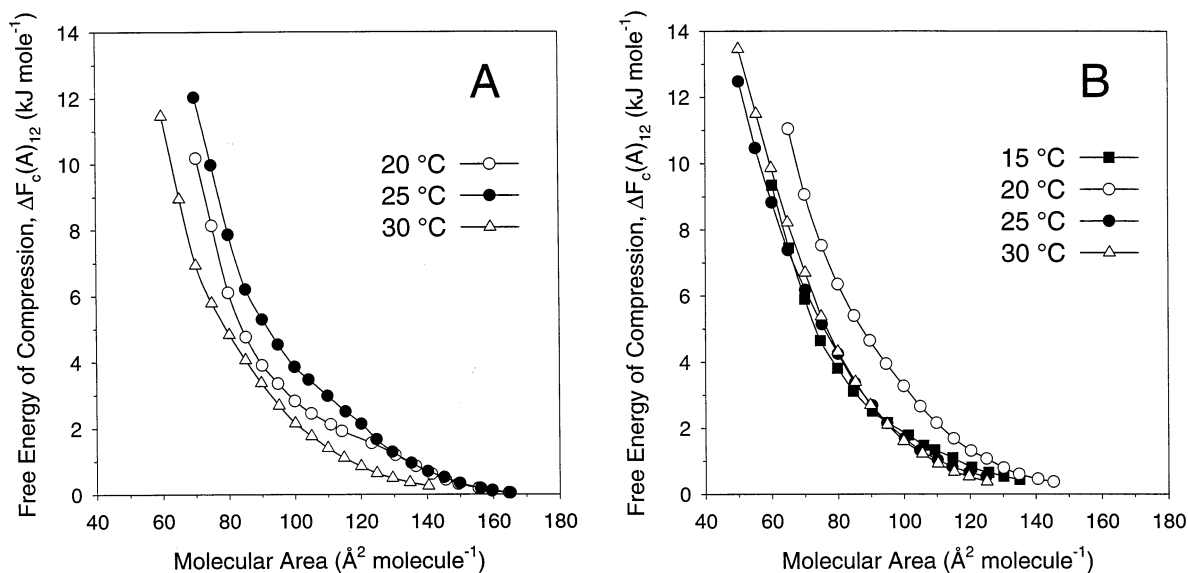 Free Energy of Compression, ΔF_c(A)_12 (kJ mole⁻¹)
14
12
10
8
6
4
2
0
A
20 °C
25 °C
30 °C
40 60 80 100 120 140 160 180
Molecular Area (Å² molecule⁻¹)
Free Energy of Compression, ΔF_c(A)_12 (kJ mole⁻¹)
14
12
10
8
6
4
2
0
B
15 °C
20 °C
25 °C
30 °C
40 60 80 100 120 140 160 180
Molecular Area (Å² molecule⁻¹)